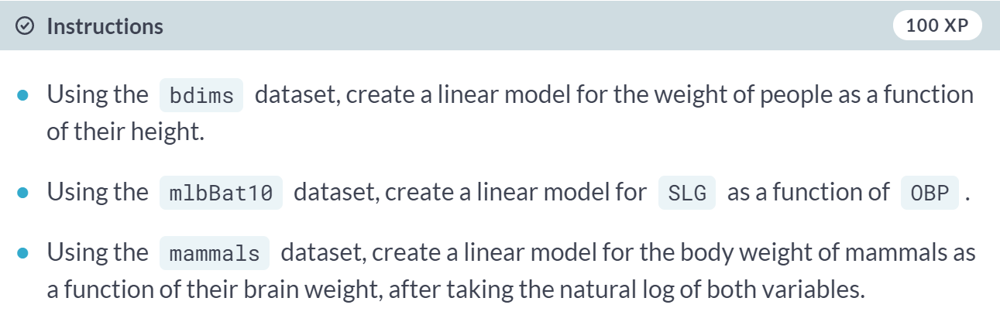 Instructions 100 XP
Using the bdims dataset, create a linear model for the weight of people as a function
of their height.
Using the mlbBat10 dataset, create a linear model for SLG as a function of OBP .
Using the mammals dataset, create a linear model for the body weight of mammals as
a function of their brain weight, after taking the natural log of both variables.